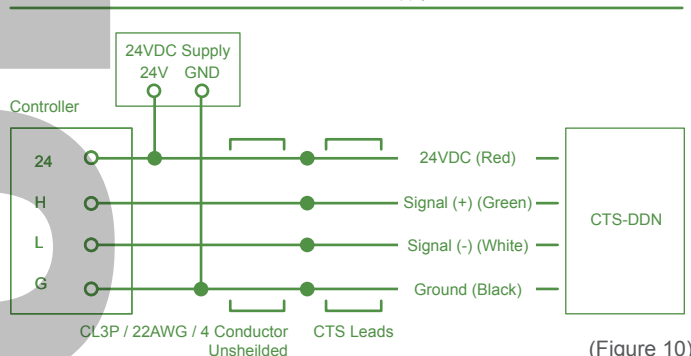 24VDC Supply
24V GND
Controller
24
H
L
G
24VDC (Red)
Signal (+) (Green)
Signal (-) (White)
Ground (Black)
CTS-DDN
CL3P / 22AWG / 4 Conductor
Unsheilded
CTS Leads
(Figure 10)